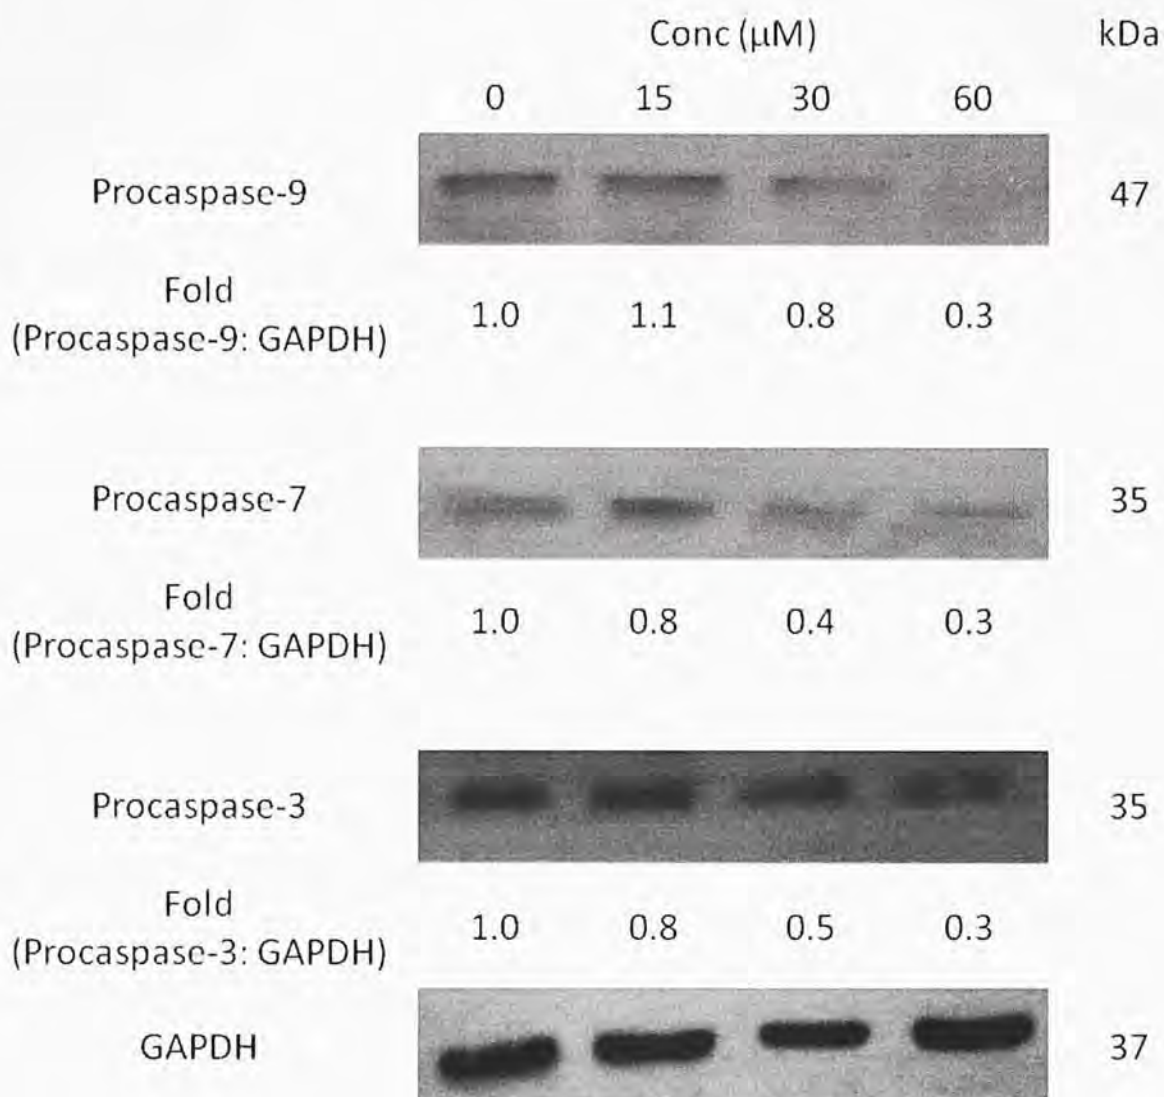 Conc (µM) kDa
0 15 30 60
Procaspase-9 47
Fold
(Procaspase-9: GAPDH) 1.0 1.1 0.8 0.3
Procaspase-7 35
Fold
(Procaspase-7: GAPDH) 1.0 0.8 0.4 0.3
Procaspase-3 35
Fold
(Procaspase-3: GAPDH) 1.0 0.8 0.5 0.3
GAPDH 37